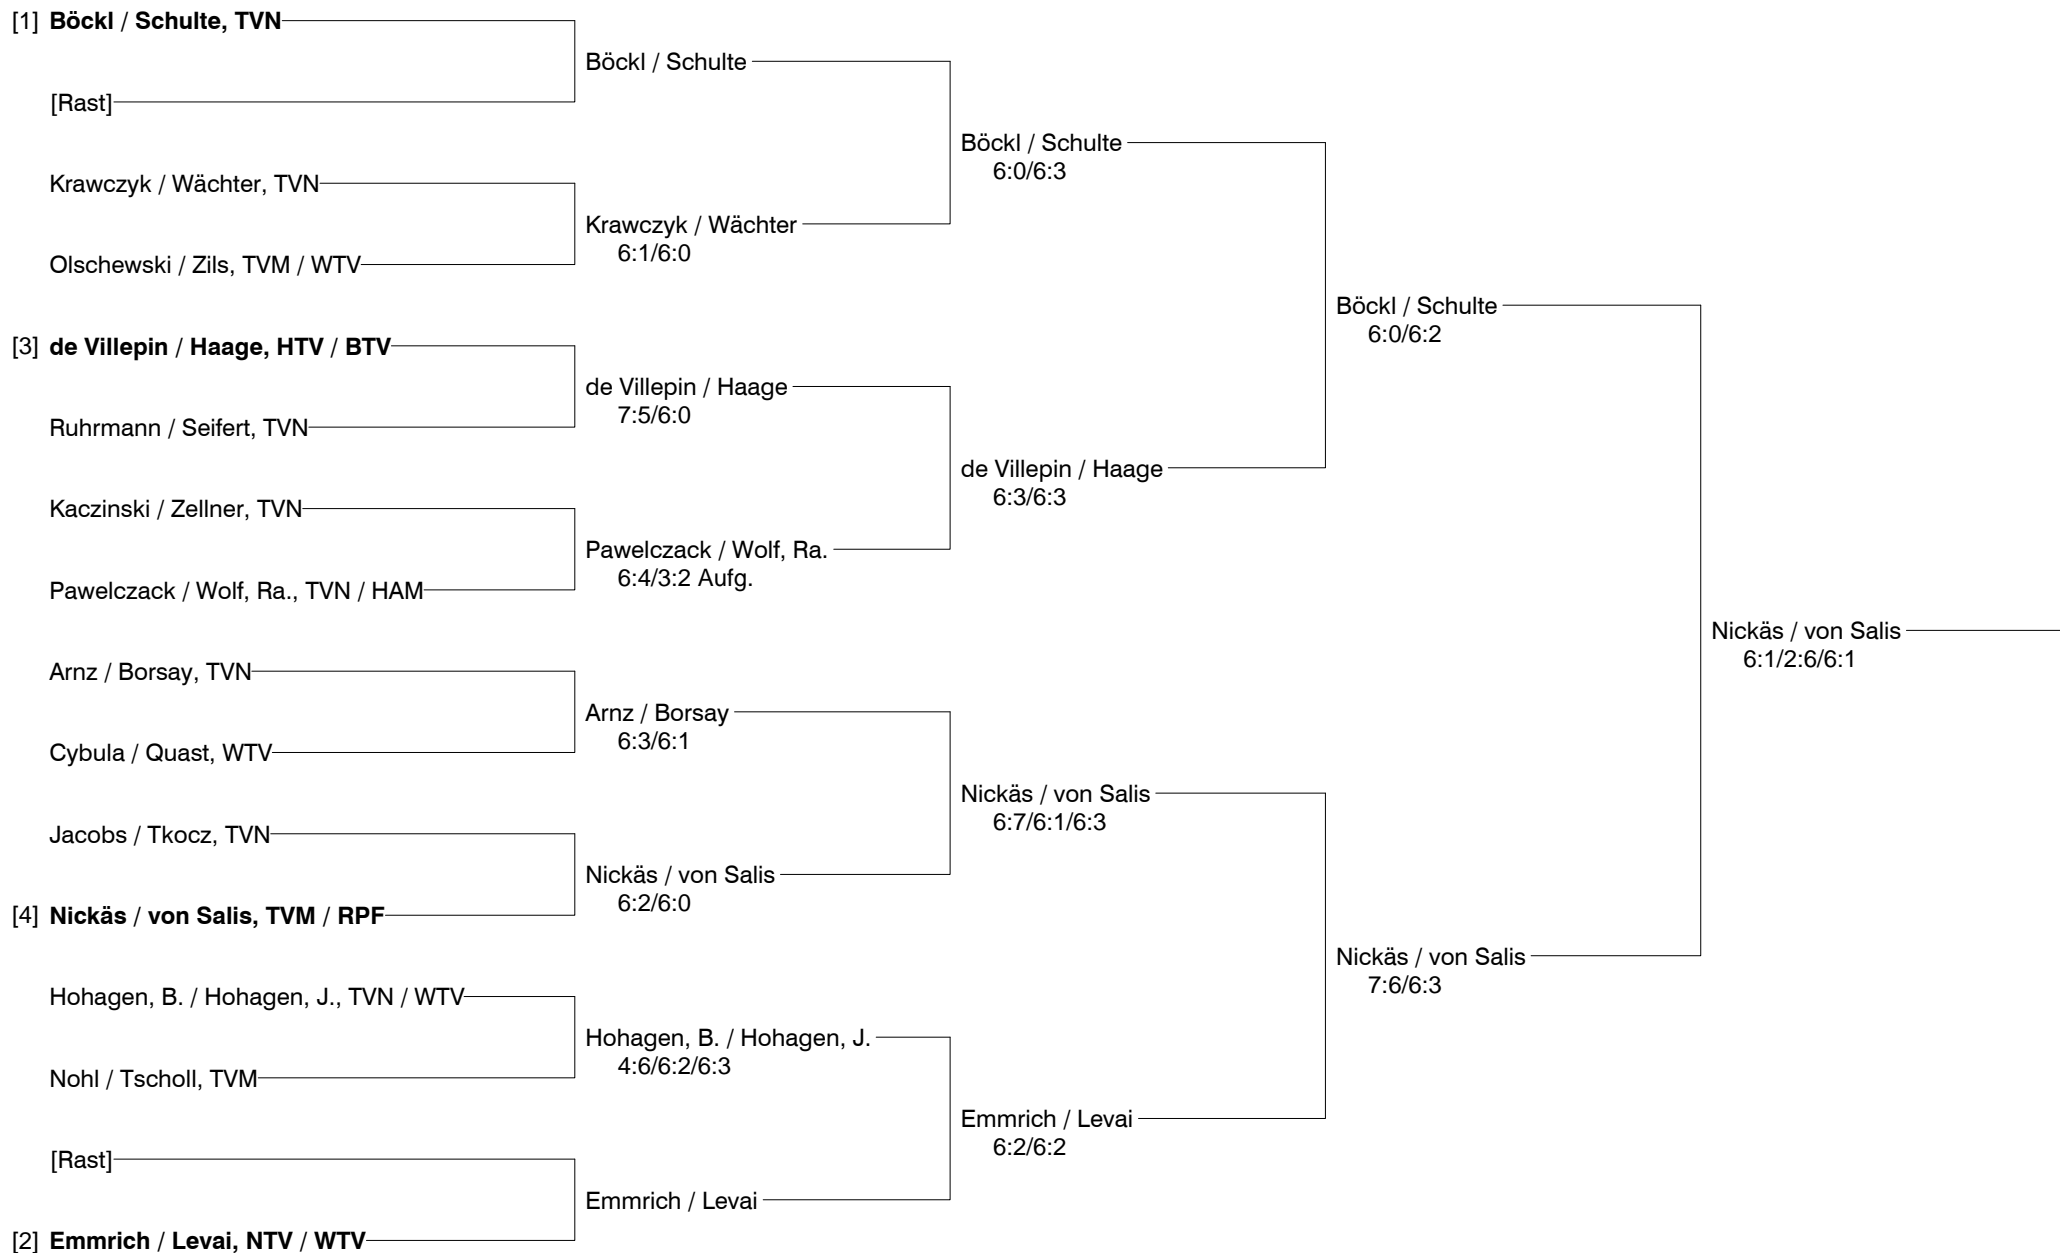 [1] Böckl / Schulte, TVN
[Rast]
Krawczyk / Wächter, TVN
Olschewski / Zils, TVM / WTV
[3] de Villepin / Haage, HTV / BTV
Ruhrmann / Seifert, TVN
Kaczinski / Zellner, TVN
Pawelczack / Wolf, Ra., TVN / HAM
Arnz / Borsay, TVN
Cybula / Quast, WTV
Jacobs / Tkocz, TVN
[4] Nickäs / von Salis, TVM / RPF
Hohagen, B. / Hohagen, J., TVN / WTV
Nohl / Tscholl, TVM
[Rast]
[2] Emmrich / Levai, NTV / WTV
Böckl / Schulte
Krawczyk / Wächter
6:1/6:0
de Villepin / Haage
7:5/6:0
Pawelczack / Wolf, Ra.
6:4/3:2 Aufg.
Arnz / Borsay
6:3/6:1
Nickäs / von Salis
6:2/6:0
Hohagen, B. / Hohagen, J.
4:6/6:2/6:3
Emmrich / Levai
Böckl / Schulte
6:0/6:3
de Villepin / Haage
6:3/6:3
Nickäs / von Salis
6:7/6:1/6:3
Emmrich / Levai
6:2/6:2
Böckl / Schulte
6:0/6:2
Nickäs / von Salis
7:6/6:3
Nickäs / von Salis
6:1/2:6/6:1